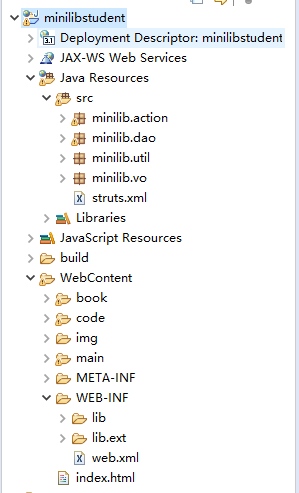 minilibstudent
Deployment Descriptor: minilibstudent
JAX-WS Web Services
Java Resources
src
minilib.action
minilib.dao
minilib.util
minilib.vo
struts.xml
Libraries
JavaScript Resources
build
WebContent
book
code
img
main
META-INF
WEB-INF
lib
lib.ext
web.xml
index.html